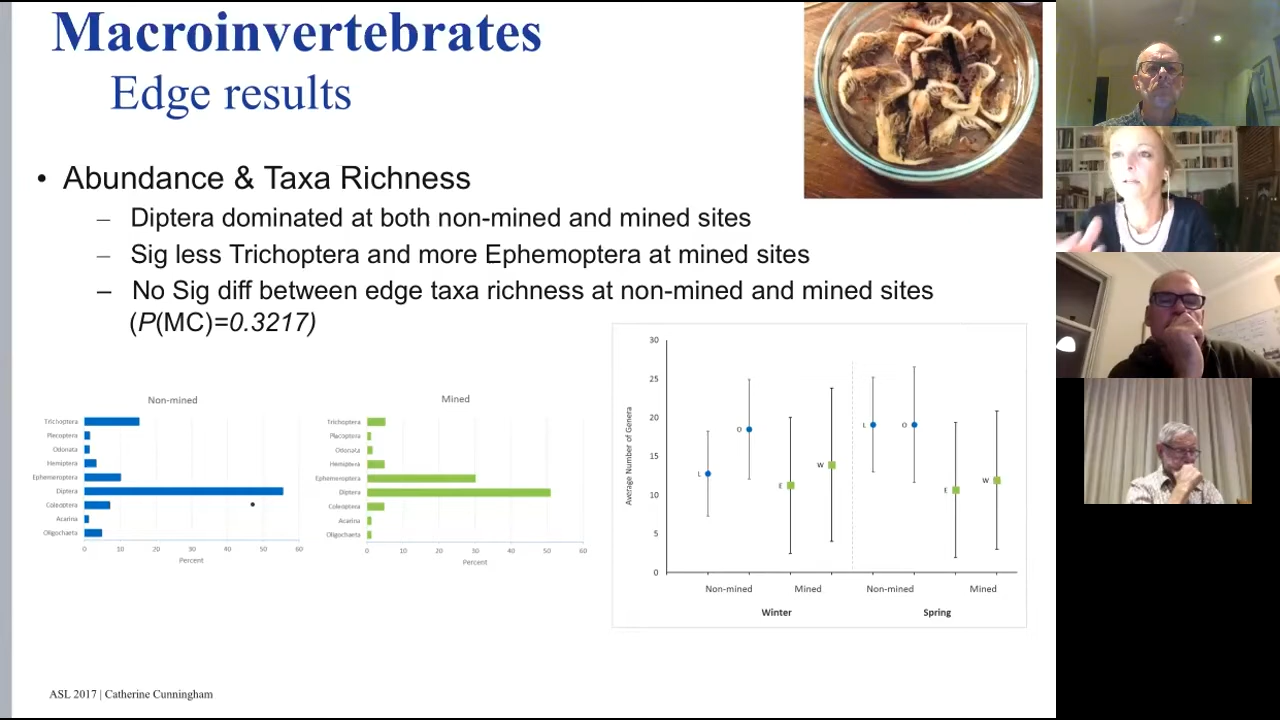 Macroinvertebrates
Edge results
• Abundance & Taxa Richness
– Diptera dominated at both non-mined and mined sites
– Sig less Trichoptera and more Ephemoptera at mined sites
– No Sig diff between edge taxa richness at non-mined and mined sites
(P(MC)=0.3217)
Non-mined
Trichoptera
Plecoptera
Odonata
Hemiptera
Ephemeroptera
Diptera
Coleoptera
Acarina
Oligochaeta
0 10 20 30 40 50 60
Percent
Mined
Trichoptera
Plecoptera
Odonata
Hemiptera
Ephemeroptera
Diptera
Coleoptera
Acarina
Oligochaeta
0 10 20 30 40 50 60
Percent
Average Number of Genera
30
25
20
15
10
5
0
L O E W L O E W
Non-mined Mined Non-mined Mined
Winter Spring
ASL 2017 | Catherine Cunningham